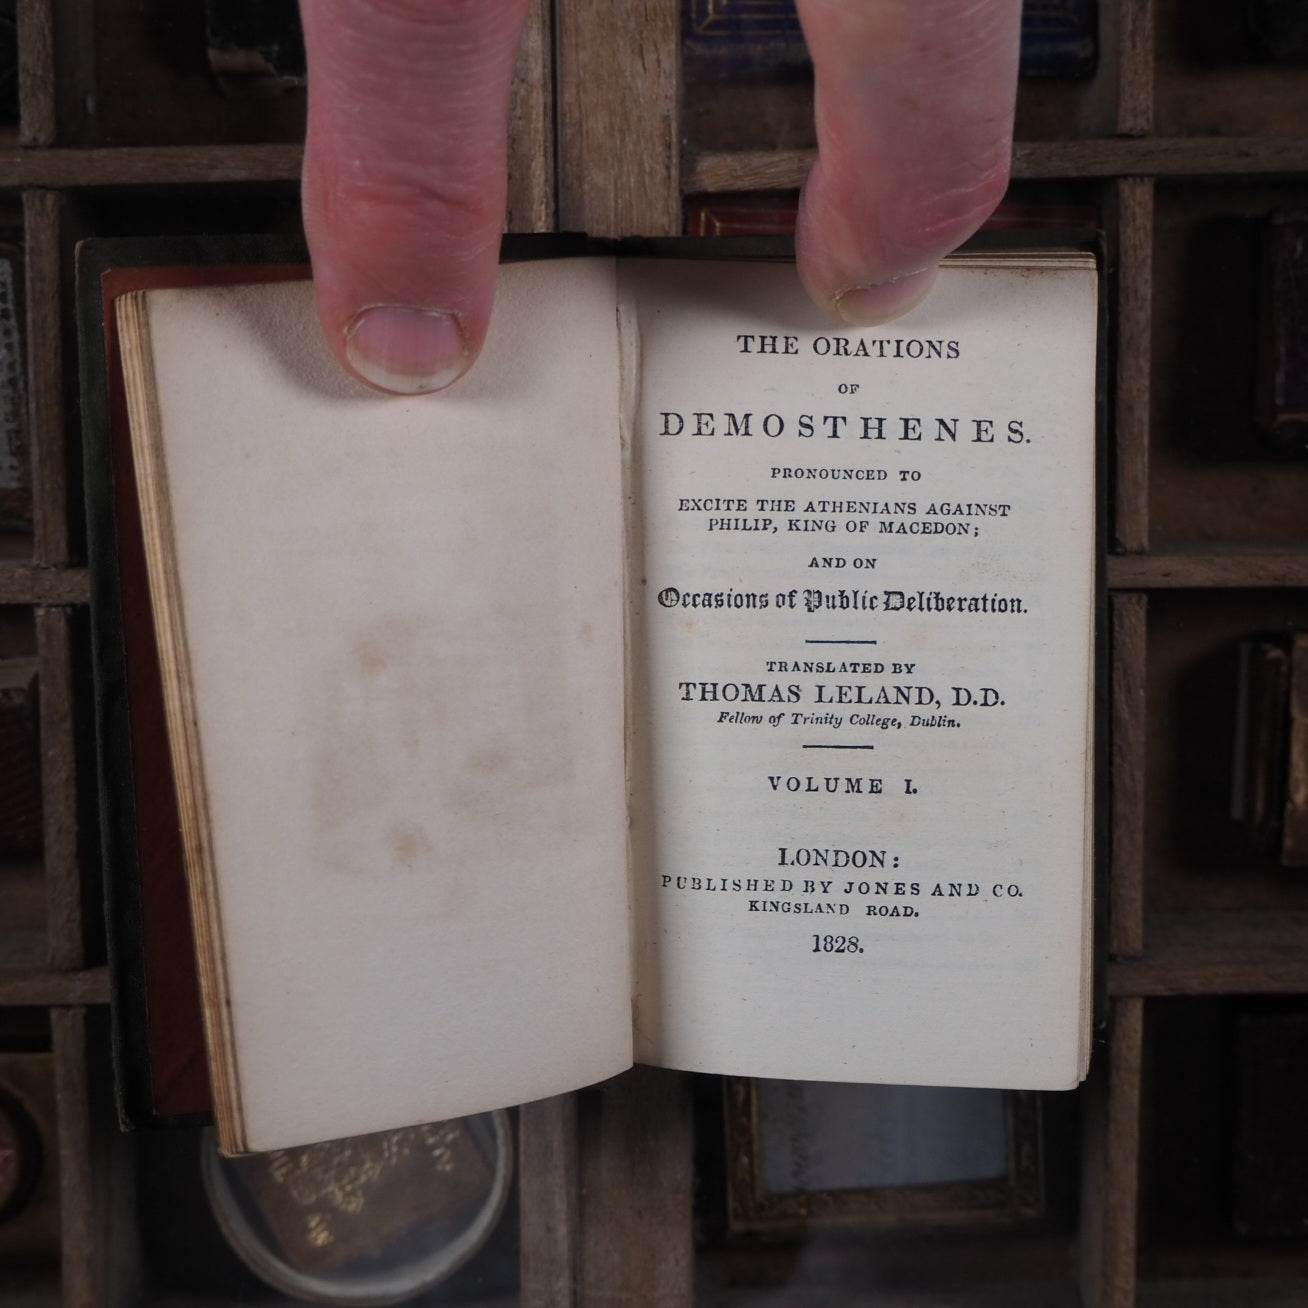 THE ORATIONS
OF
DEMOSTHENES.
PRONOUNCED TO
EXCITE THE ATHENIANS AGAINST
PHILIP, KING OF MACEDON;
AND ON
Occasions of Public Deliberation.
TRANSLATED BY
THOMAS LELAND, D.D.
Fellow of Trinity College, Dublin.
VOLUME I.
LONDON:
PUBLISHED BY JONES AND CO.
KINGSLAND ROAD.
1828.